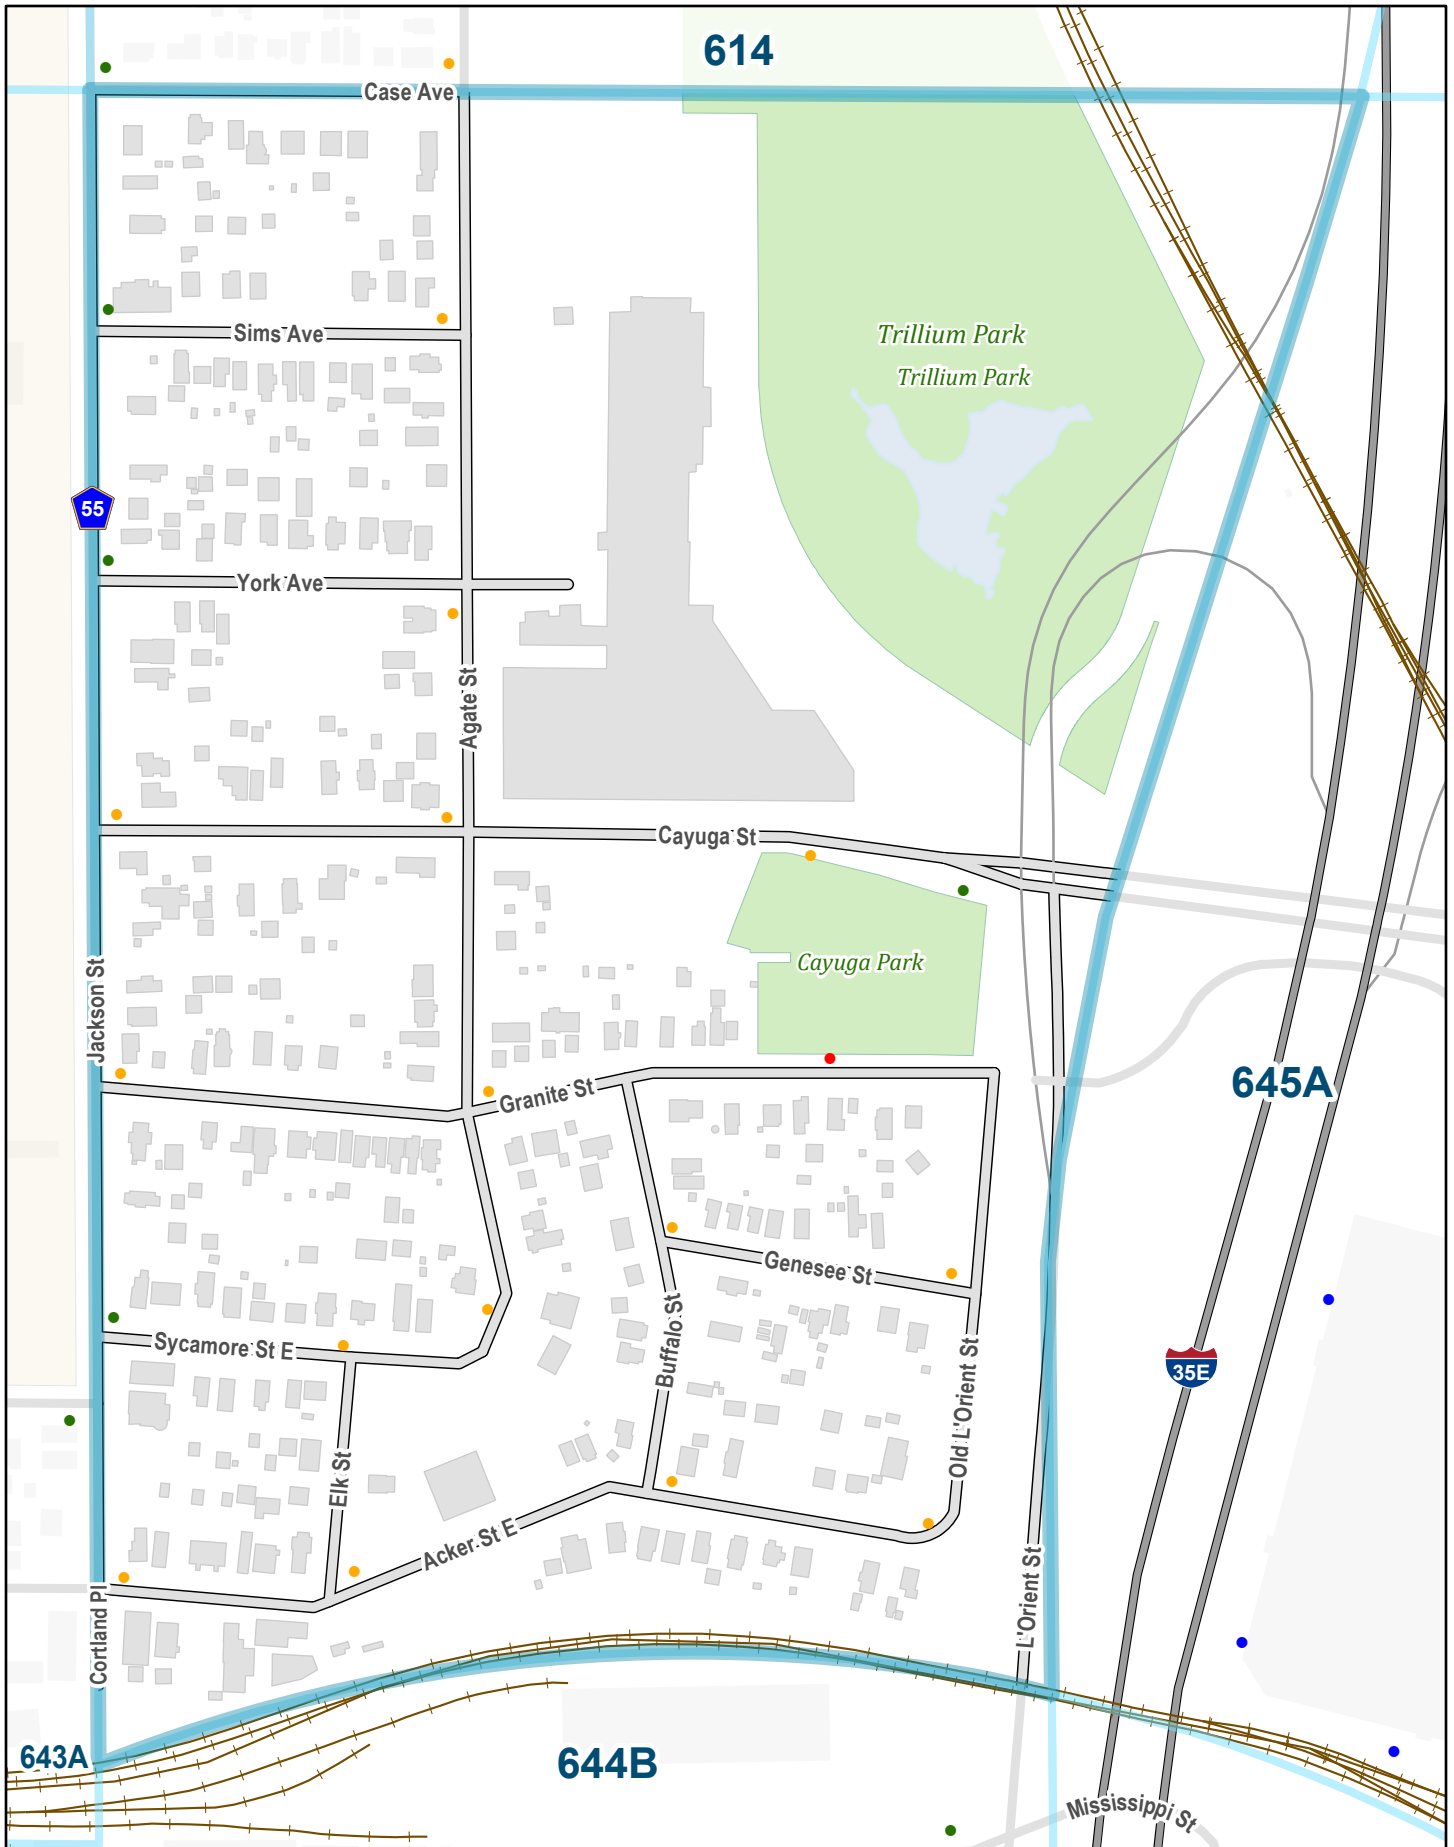 614
Case Ave
Sims Ave
Trillium Park
Trillium Park
55
York Ave
Agate St
Cayuga St
Cayuga Park
Jackson St
Granite St
645A
Genesee St
Buffalo St
Sycamore St E
Old L'Orient St
35E
Elk St
Acker St E
L'Orient St
Cortland Pl
643A
644B
Mississippi St